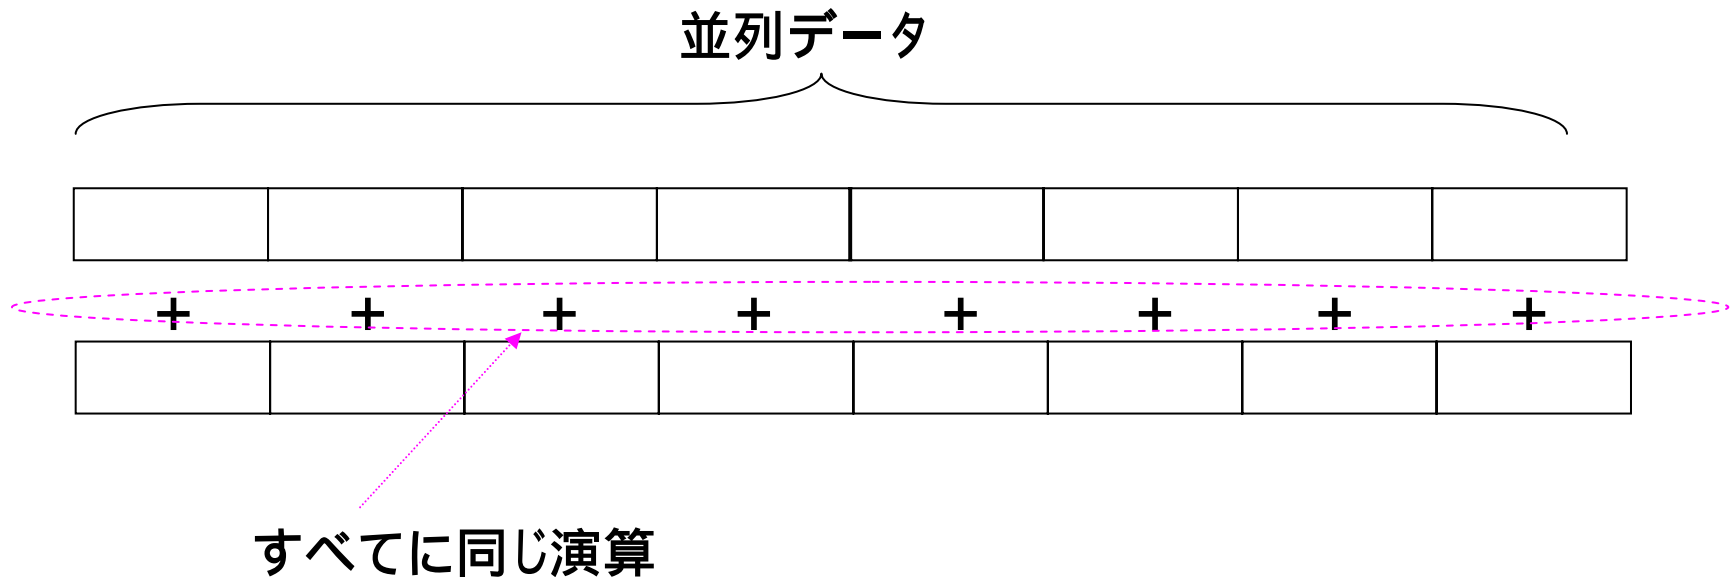 並列データ
+ + + + + + + +
すべてに同じ演算